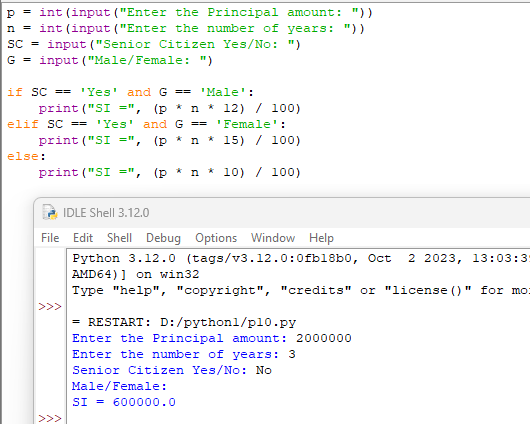 p = int(input("Enter the Principal amount: "))
n = int(input("Enter the number of years: "))
SC = input("Senior Citizen Yes/No: ")
G = input("Male/Female: ")
if SC == 'Yes' and G == 'Male':
    print("SI =", (p * n * 12) / 100)
elif SC == 'Yes' and G == 'Female':
    print("SI =", (p * n * 15) / 100)
else:
    print("SI =", (p * n * 10) / 100)
IDLE Shell 3.12.0
File Edit Shell Debug Options Window Help
Python 3.12.0 (tags/v3.12.0:0fb18b0, Oct  2 2023, 13:03:3
AMD64)] on win32
Type "help", "copyright", "credits" or "license()" for mo
>>>
= RESTART: D:/python1/p10.py
Enter the Principal amount: 2000000
Enter the number of years: 3
Senior Citizen Yes/No: No
Male/Female:
SI = 600000.0
>>>